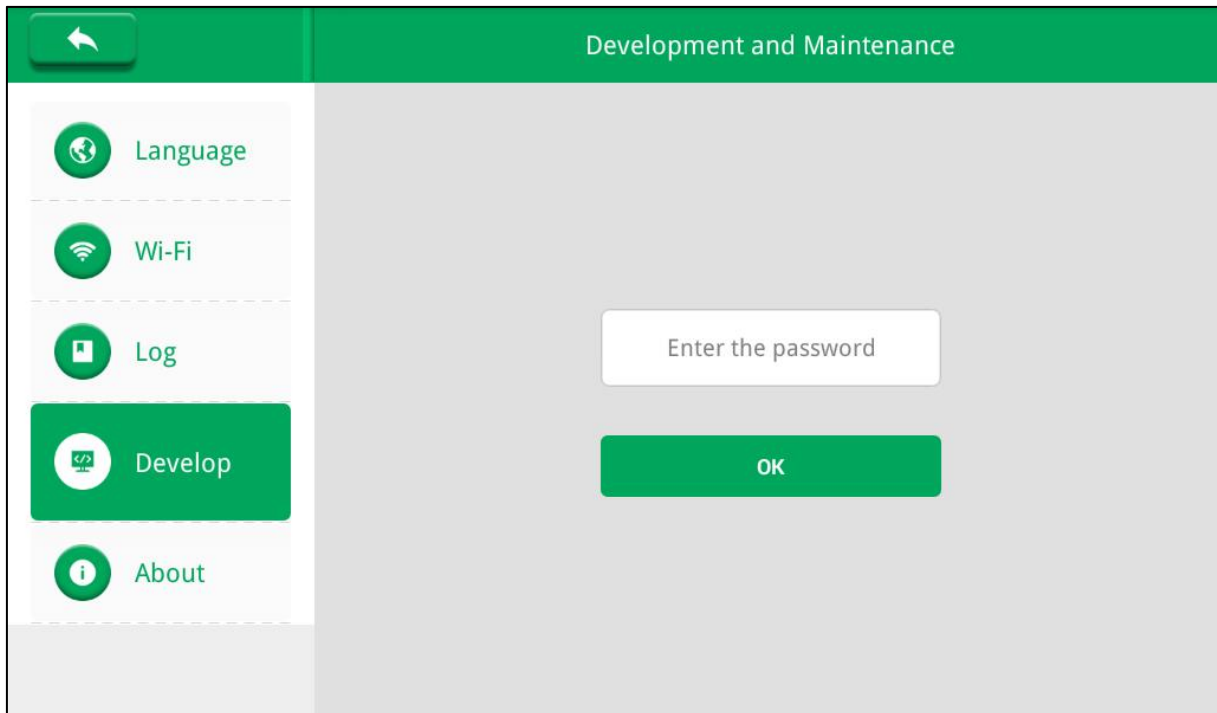 Development and Maintenance
Language
Wi-Fi
Log
Develop
About
Enter the password
OK